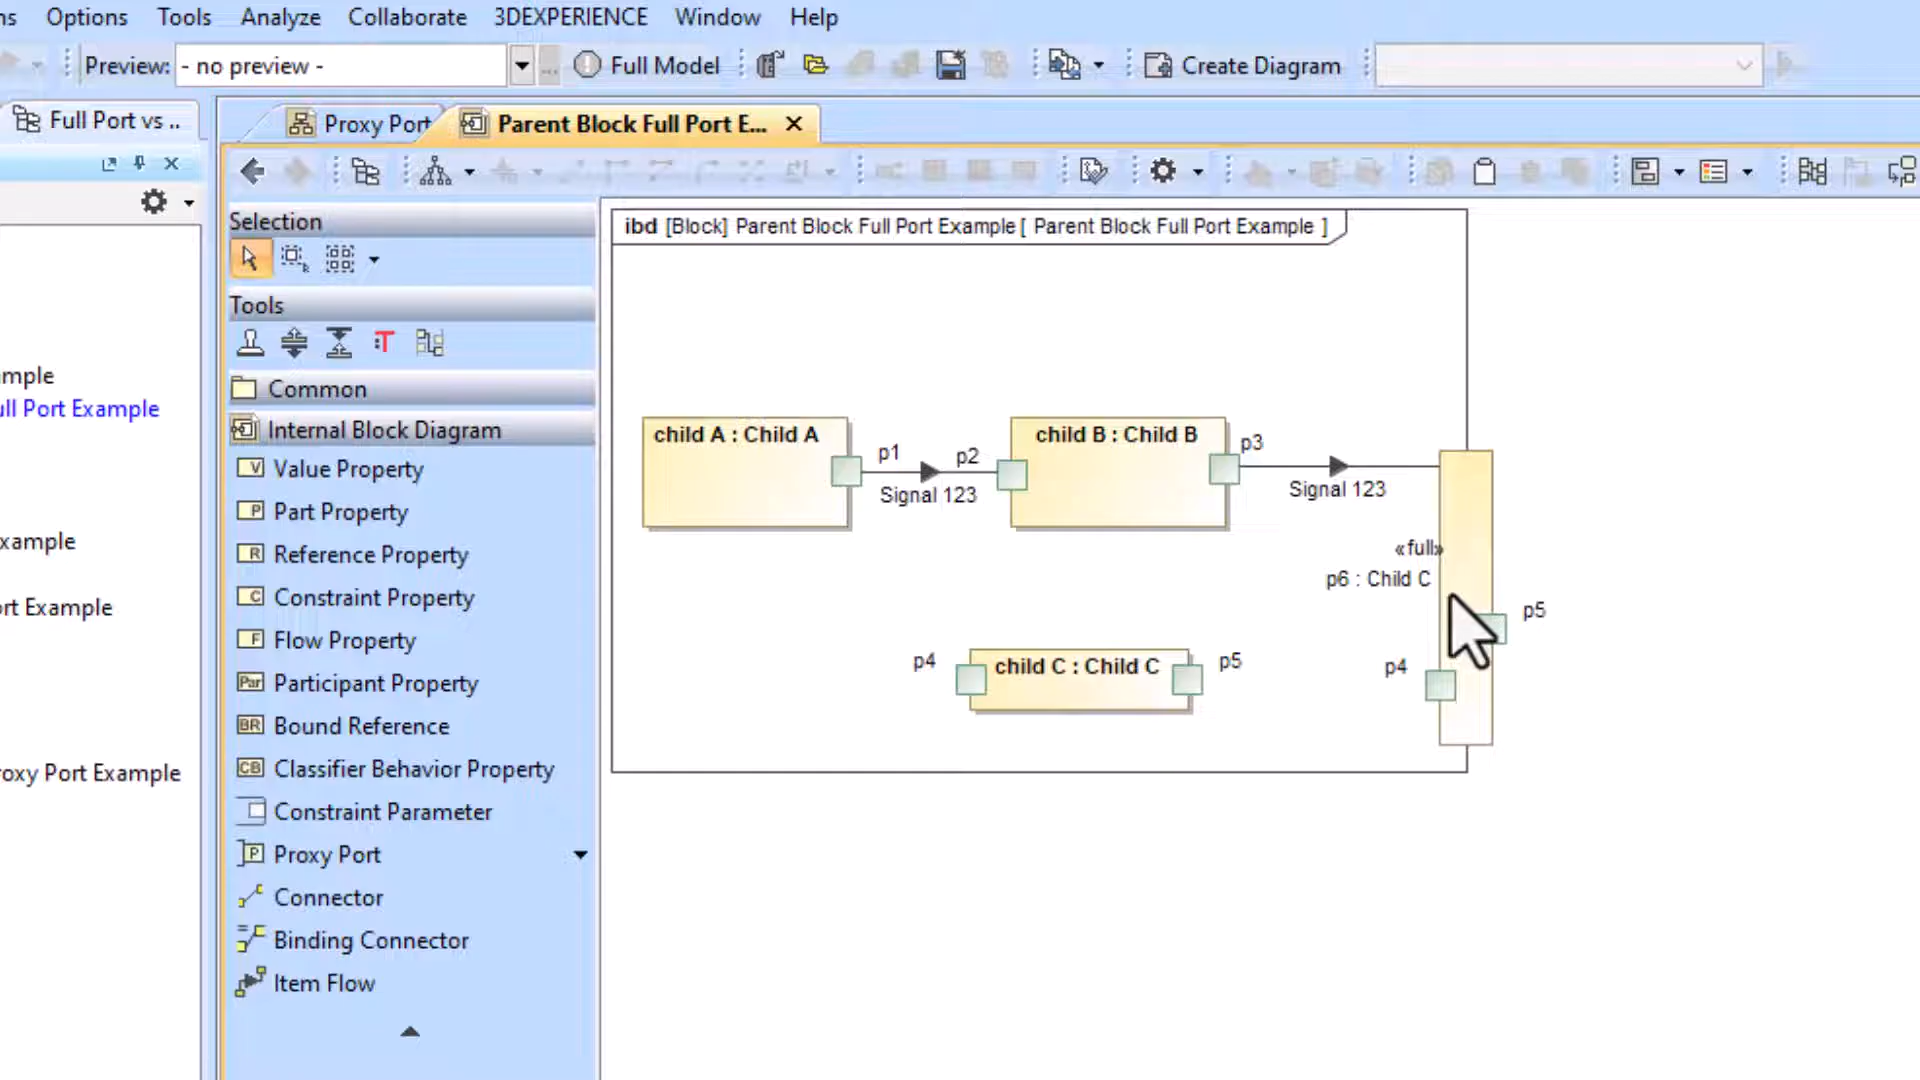 ns Options Tools Analyze Collaborate 3DEXPERIENCE Window Help
Preview: - no preview - ... Full Model Create Diagram
Full Port vs ..
Proxy Port
Parent Block Full Port E...
Selection
Tools
Common
Internal Block Diagram
Value Property
Part Property
Reference Property
Constraint Property
Flow Property
Participant Property
Bound Reference
Classifier Behavior Property
Constraint Parameter
Proxy Port
Connector
Binding Connector
Item Flow
mple
ull Port Example
xample
rt Example
oxy Port Example
ibd [Block] Parent Block Full Port Example [ Parent Block Full Port Example ]
child A : Child A
p1
p2
Signal 123
child B : Child B
p3
Signal 123
«full»
p6 : Child C
p5
p4
p4
child C : Child C
p5